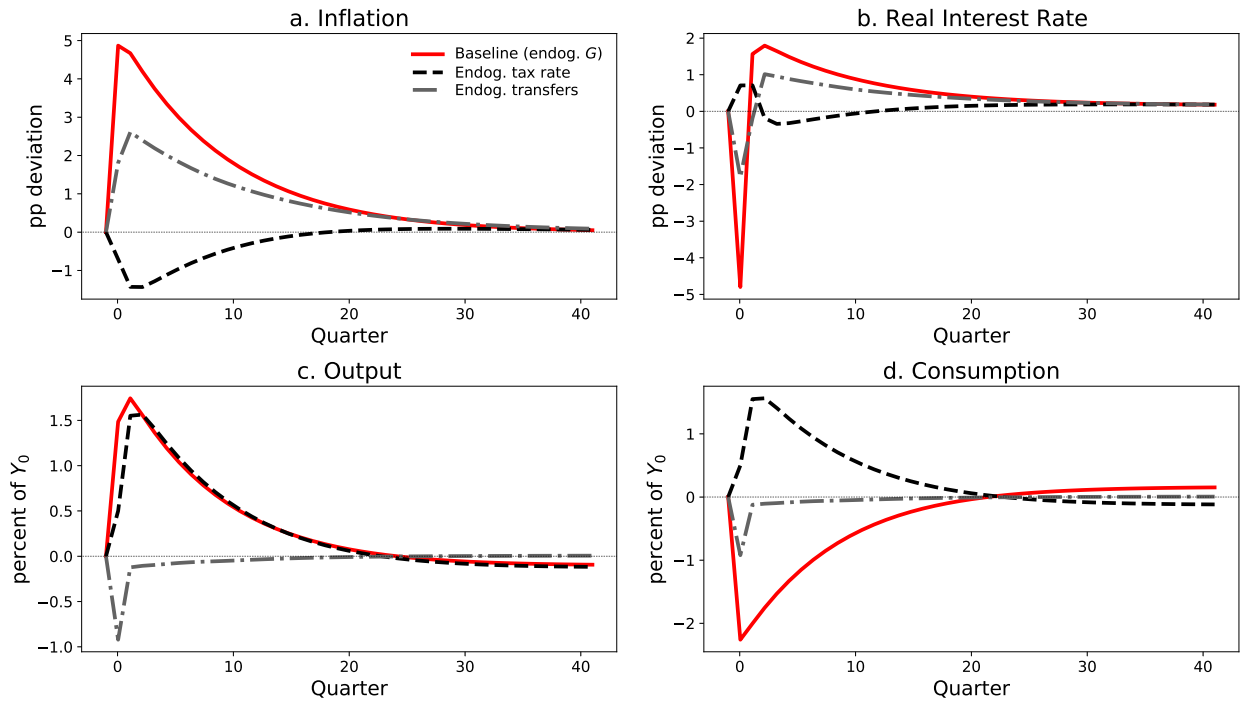 a. Inflation
pp deviation
5
4
3
2
1
0
−1
0 10 20 30 40
Quarter
Baseline (endog. G)
Endog. tax rate
Endog. transfers
b. Real Interest Rate
pp deviation
2
1
0
−1
−2
−3
−4
−5
0 10 20 30 40
Quarter
c. Output
percent of Y₀
1.5
1.0
0.5
0.0
−0.5
−1.0
0 10 20 30 40
Quarter
d. Consumption
percent of Y₀
1
0
−1
−2
0 10 20 30 40
Quarter